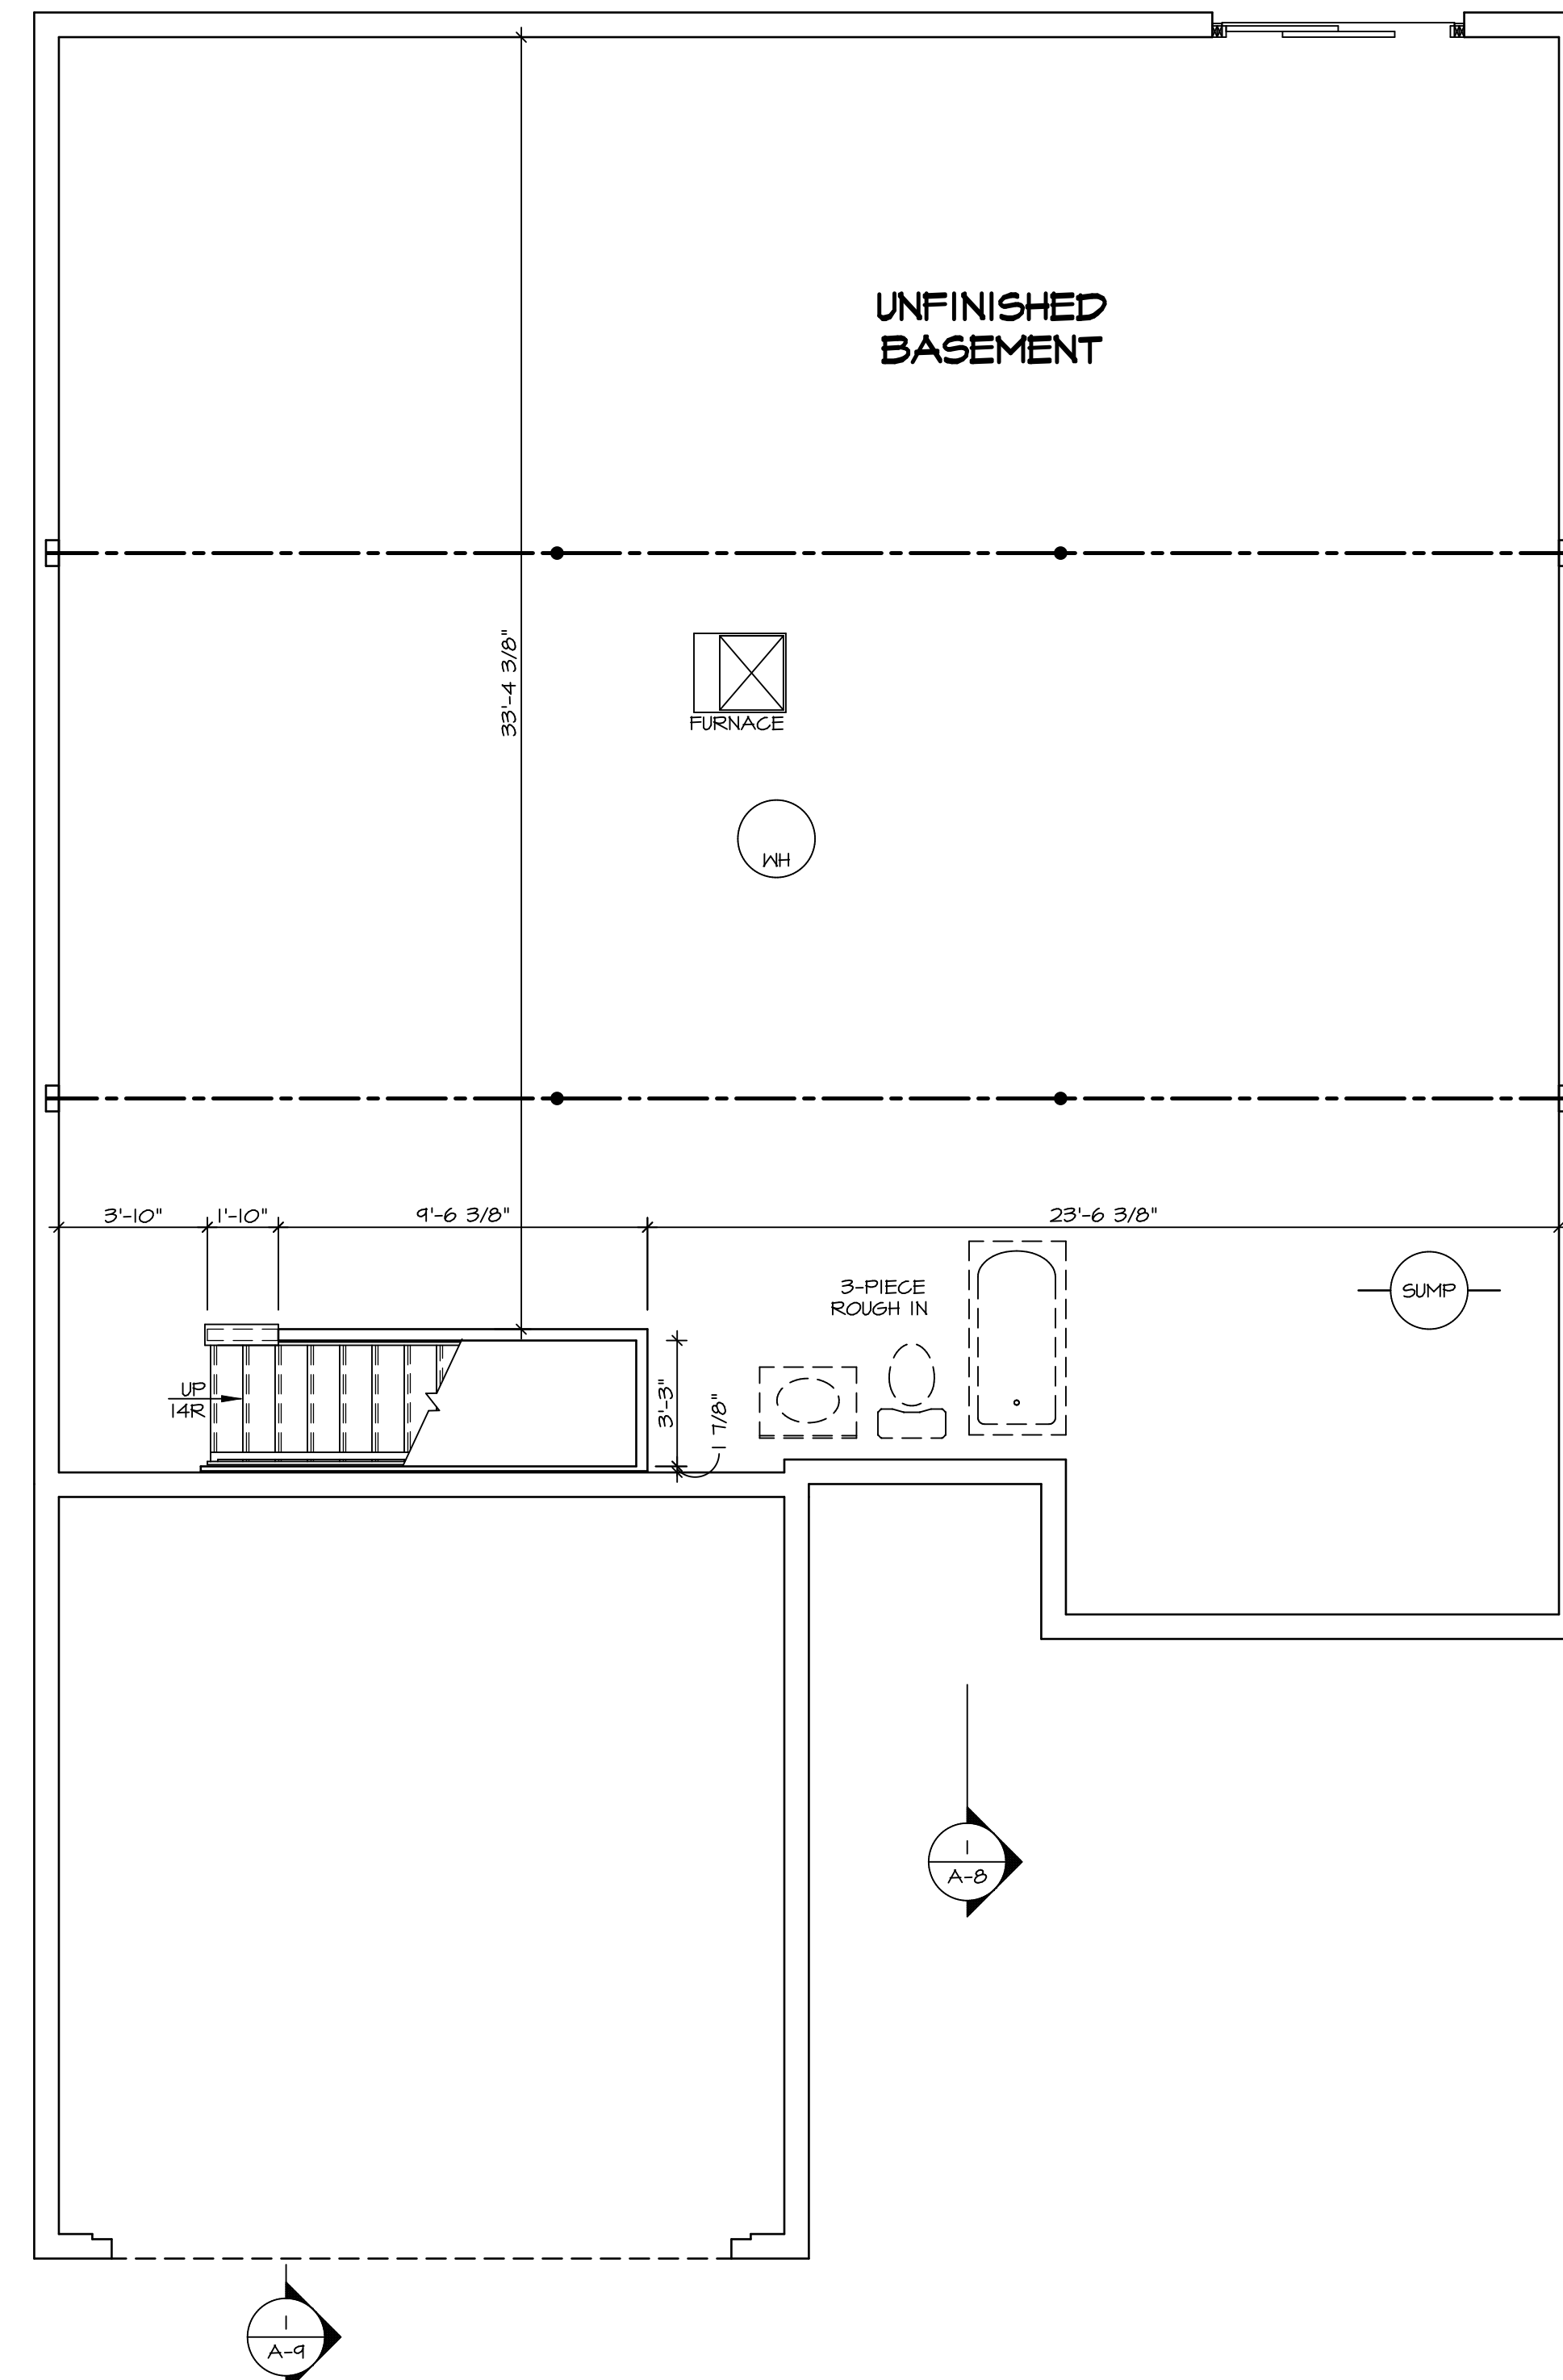 UNFINISHED
BASEMENT
33'-4 3/8"
FURNACE
WH
3'-10"
1'-10"
9'-6 3/8"
23'-6 3/8"
3-PIECE
ROUGH IN
SUMP
UP
14R
3'-3"
1 7/8"
1
A-8
1
A-9